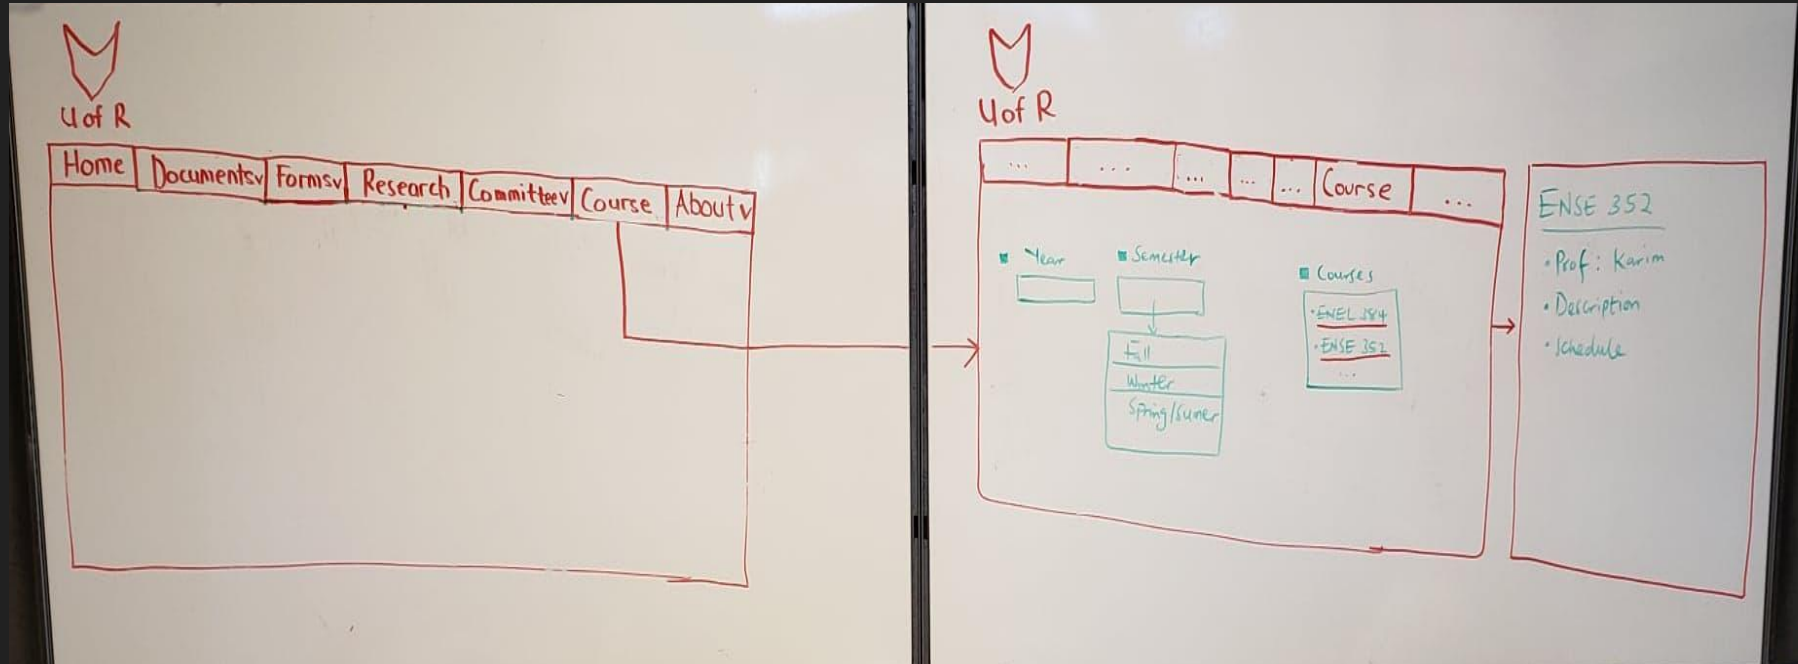 U of R
Home Documents v Forms v Research Committee v Course About v
U of R
... ... ... ... ... Course ...
Year
Semester
Fall
Winter
Spring/Sumer
Courses
· ENEL 384
· ENSE 352
...
ENSE 352
· Prof: Karim
· Description
· Schedule